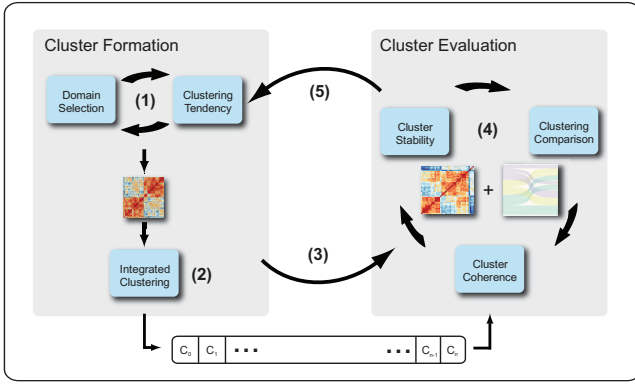 Cluster Formation
Domain
Selection
(1)
Clustering
Tendency
Integrated
Clustering
(2)
(3)
(5)
Cluster Evaluation
Cluster
Stability
(4)
Clustering
Comparison
+
Cluster
Coherence
C0 C1 ••• ••• Cn-1 Cn